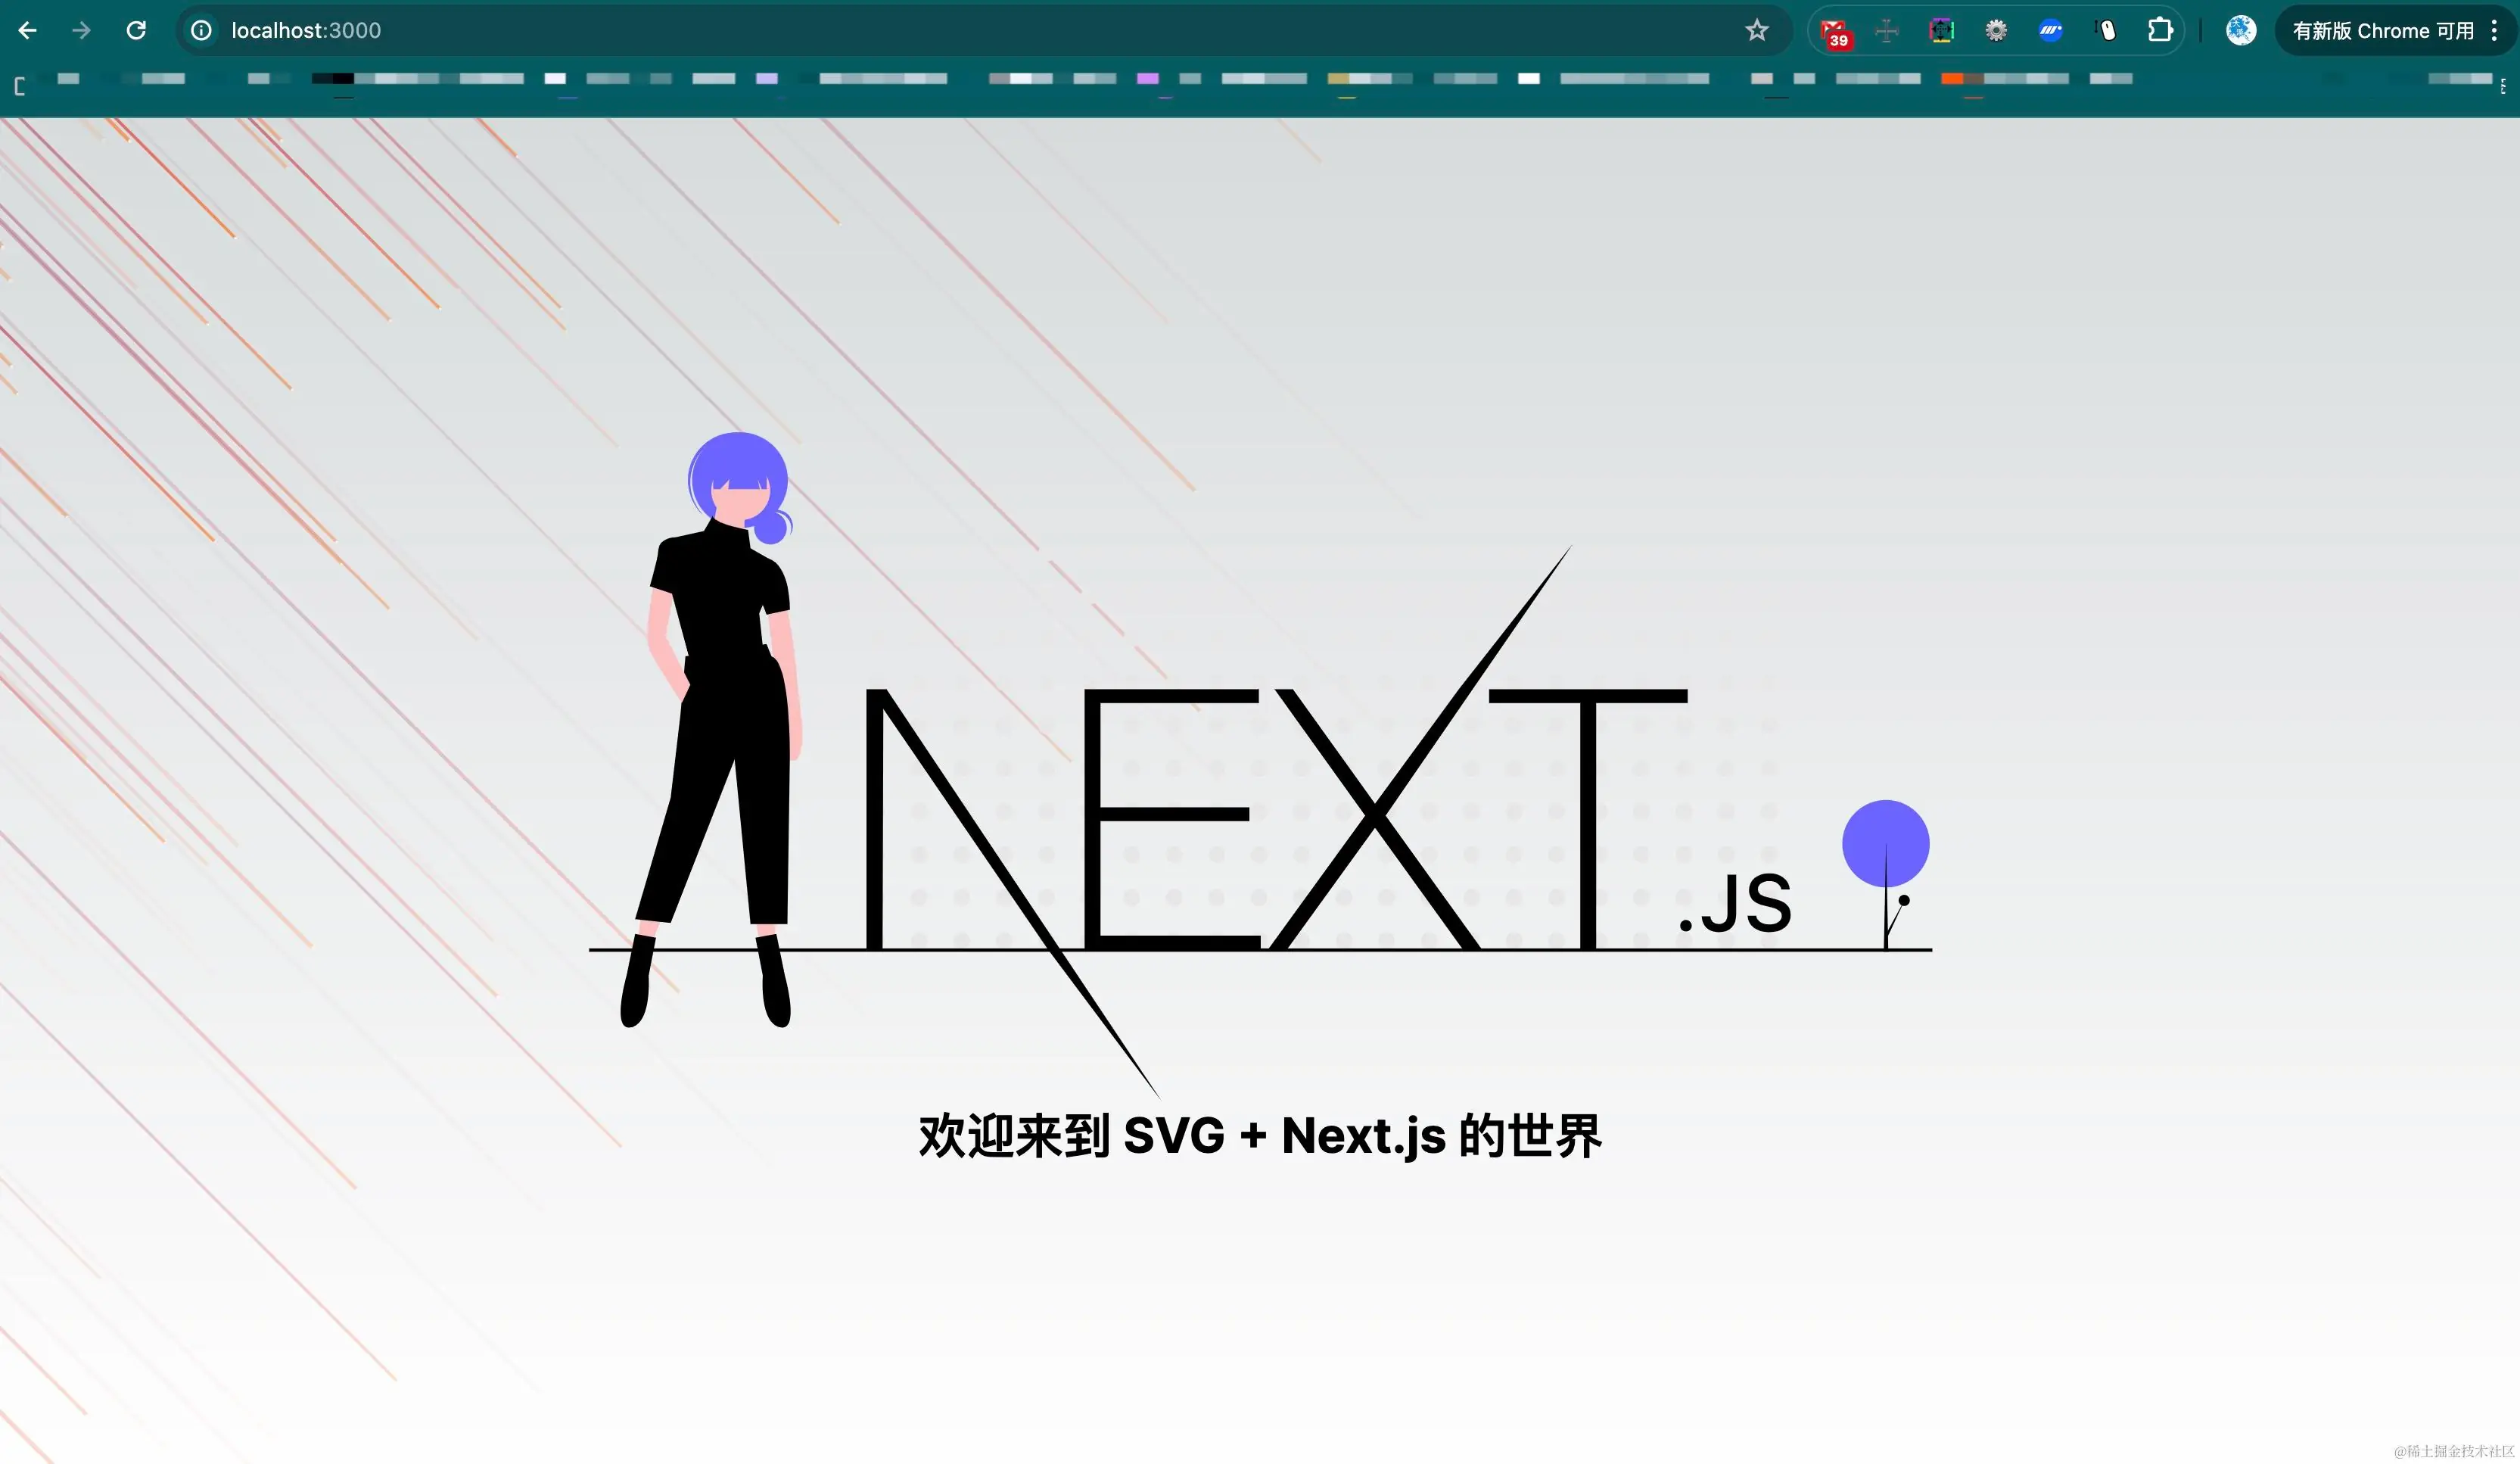 localhost:3000
39
有新版 Chrome 可用
NEXT
.JS
欢迎来到 SVG + Next.js 的世界
@稀土掘金技术社区